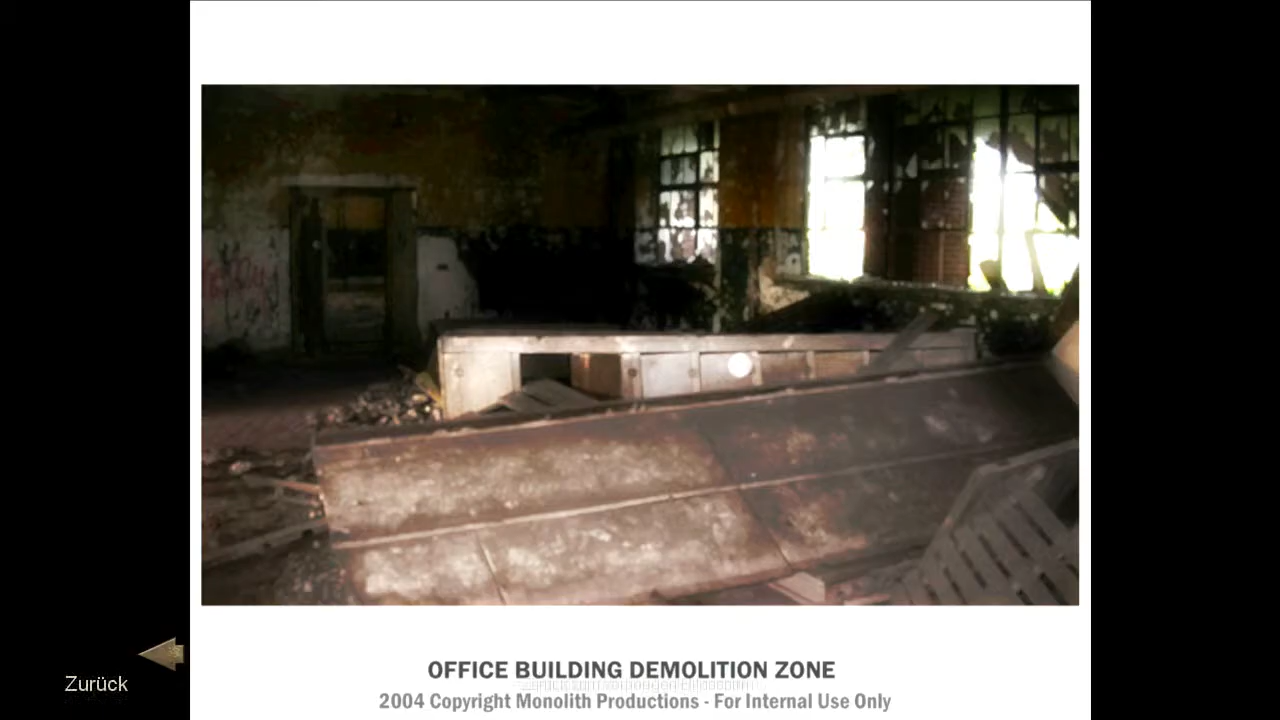 OFFICE BUILDING DEMOLITION ZONE
Zurück
2004 Copyright Monolith Productions - For Internal Use Only